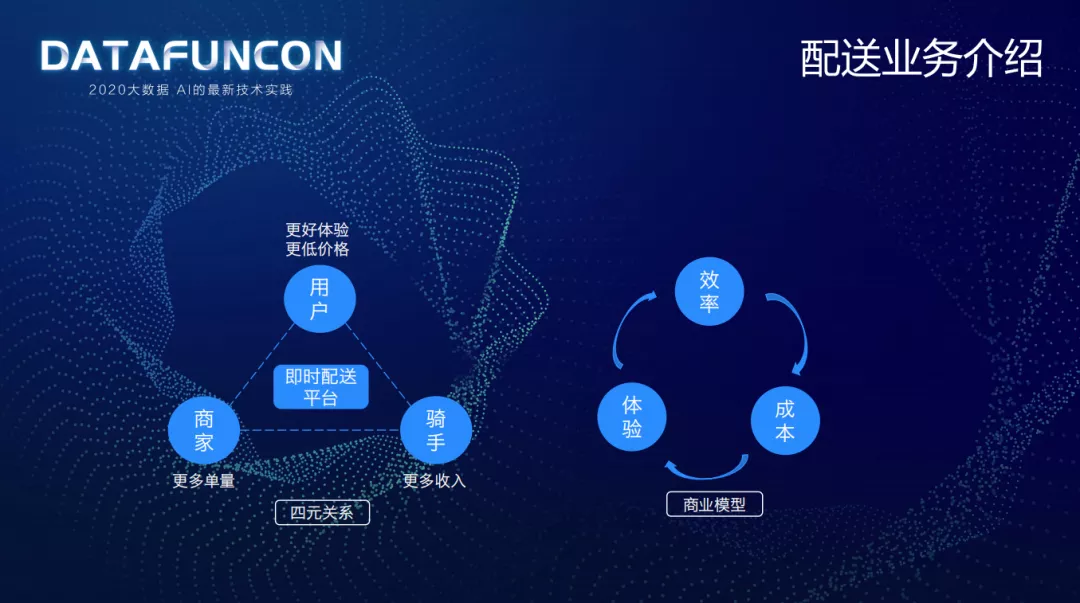 DATAFUNCON
2020大数据 AI的最新技术实践
配送业务介绍
更好体验
更低价格
用
户
即时配送
平台
商
家
骑
手
更多单量
更多收入
四元关系
效
率
体
验
成
本
商业模型